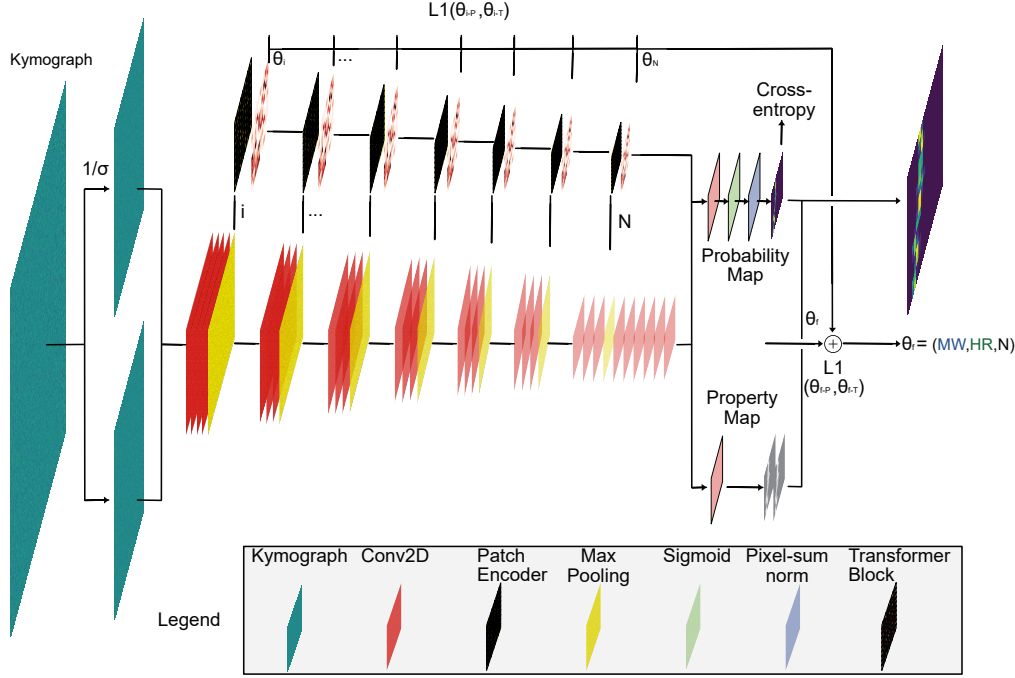 L1(θi-P,θi-T)
Kymograph
θi
...
θN
Cross-
entropy
1/σ
i
...
N
Probability
Map
θf
θf= (MW,HR,N)
L1
(θf-P,θf-T)
Property
Map
Legend
Kymograph
Conv2D
Patch
Encoder
Max
Pooling
Sigmoid
Pixel-sum
norm
Transformer
Block